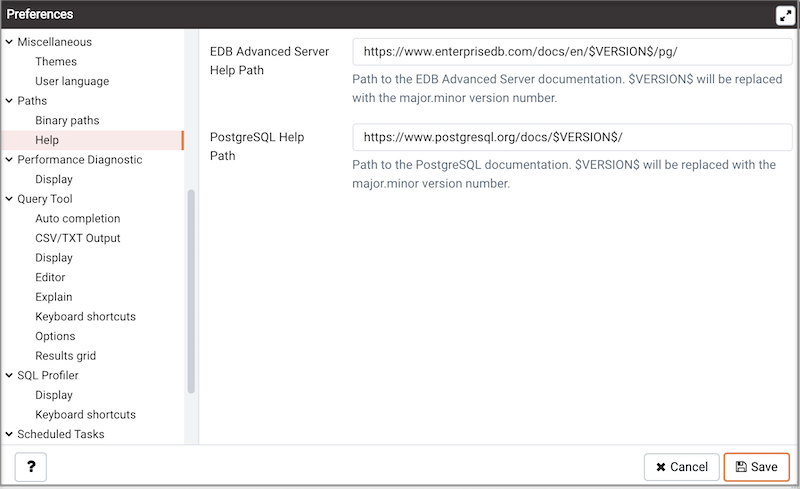 Preferences
Miscellaneous
Themes
User language
Paths
Binary paths
Help
Performance Diagnostic
Display
Query Tool
Auto completion
CSV/TXT Output
Display
Editor
Explain
Keyboard shortcuts
Options
Results grid
SQL Profiler
Display
Keyboard shortcuts
Scheduled Tasks
EDB Advanced Server
Help Path
https://www.enterprisedb.com/docs/en/$VERSION$/pg/
Path to the EDB Advanced Server documentation. $VERSION$ will be replaced
with the major.minor version number.
PostgreSQL Help
Path
https://www.postgresql.org/docs/$VERSION$/
Path to the PostgreSQL documentation. $VERSION$ will be replaced with the
major.minor version number.
?
Cancel
Save